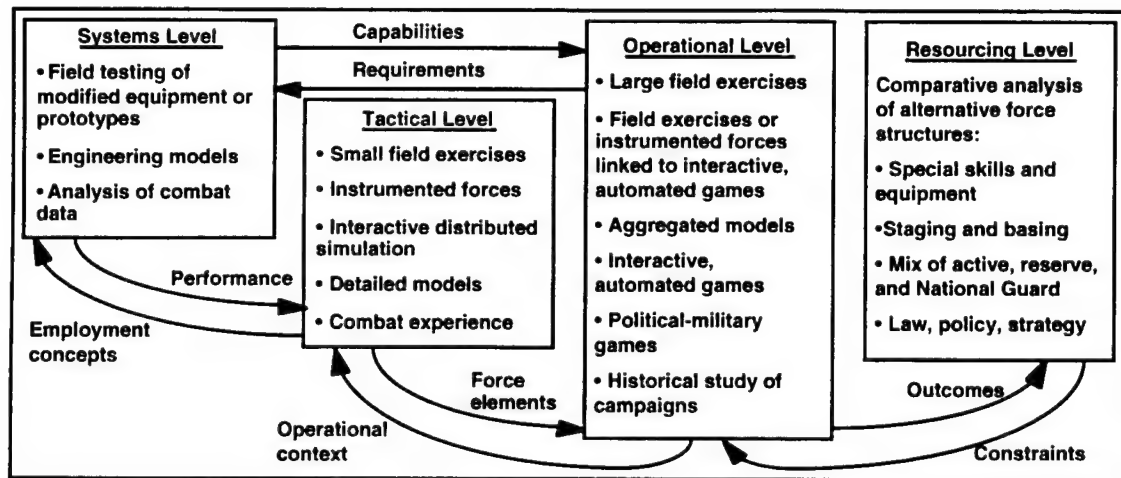 Systems Level
• Field testing of
modified equipment or
prototypes
• Engineering models
• Analysis of combat
data
Capabilities
Requirements
Tactical Level
• Small field exercises
• Instrumented forces
• Interactive distributed
simulation
• Detailed models
• Combat experience
Operational Level
• Large field exercises
• Field exercises or
instrumented forces
linked to interactive,
automated games
• Aggregated models
• Interactive,
automated games
• Political-military
games
• Historical study of
campaigns
Resourcing Level
Comparative analysis
of alternative force
structures:
• Special skills and
equipment
•Staging and basing
• Mix of active, reserve,
and National Guard
• Law, policy, strategy
Performance
Employment
concepts
Force
elements
Operational
context
Outcomes
Constraints